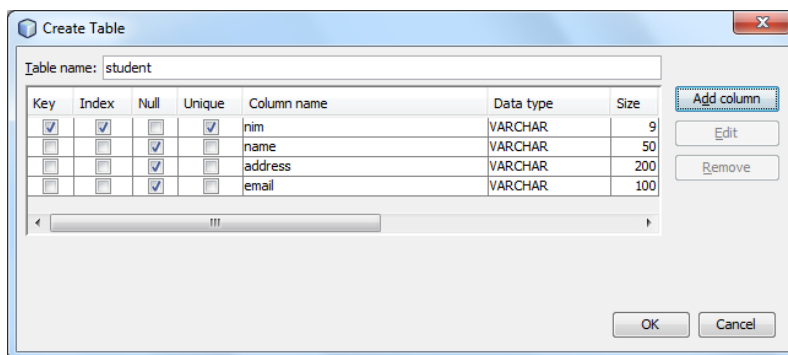 Create Table
Table name: student
Key Index Null Unique Column name Data type Size
nim VARCHAR 9
name VARCHAR 50
address VARCHAR 200
email VARCHAR 100
Add column
Edit
Remove
OK Cancel